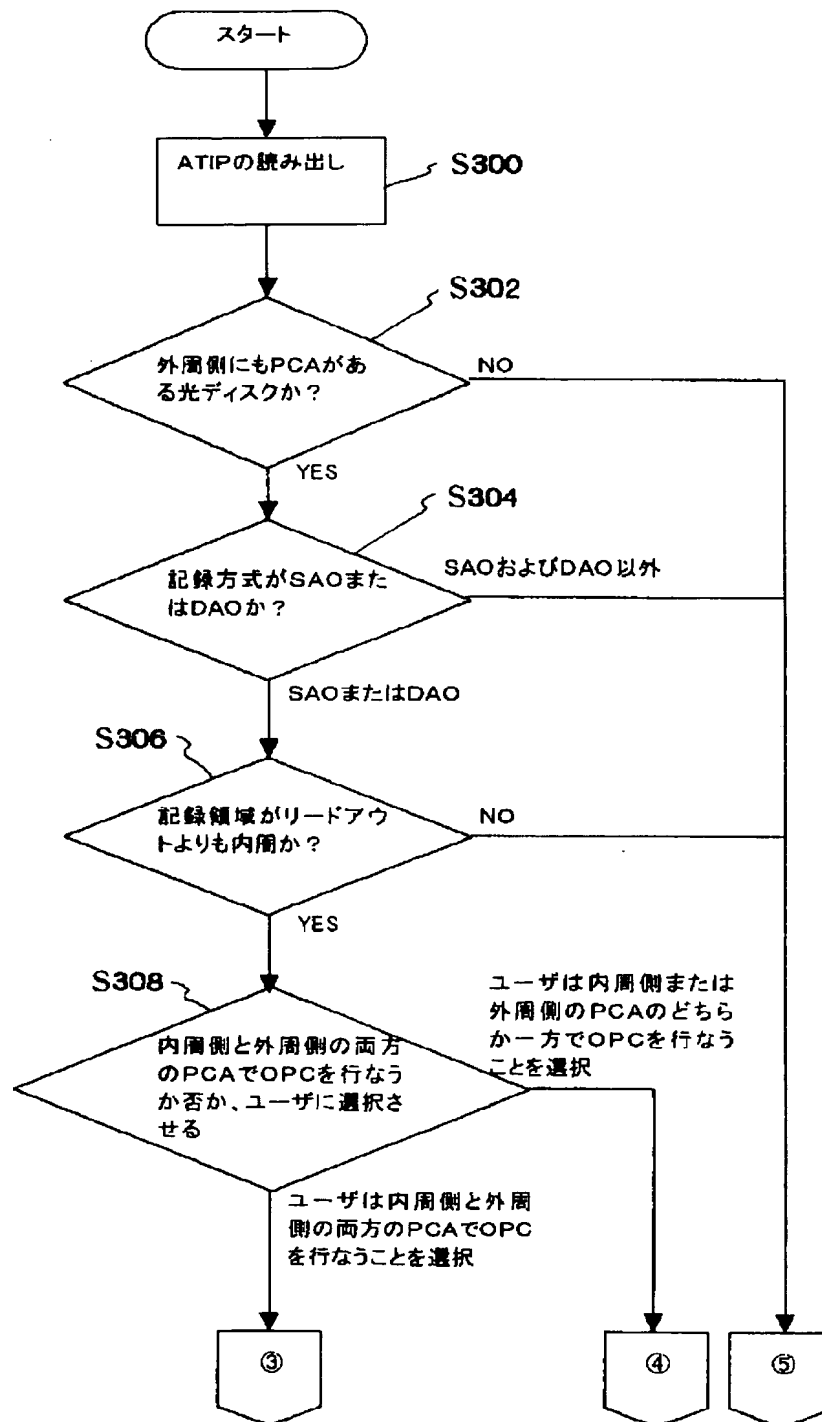 スタート
ATIPの読み出し
S300
S302
外周側にもPCAがあ
る光ディスクか？
NO
YES
S304
記録方式がSAOまた
はDAOか？
SAOおよびDAO以外
SAOまたはDAO
S306
記録領域がリードアウ
トよりも内周か？
NO
YES
S308
内周側と外周側の両方
のPCAでOPCを行なう
か否か、ユーザに選択さ
せる
ユーザは内周側または
外周側のPCAのどちら
か一方でOPCを行なう
ことを選択
ユーザは内周側と外周
側の両方のPCAでOPC
を行なうことを選択
③
④
⑤